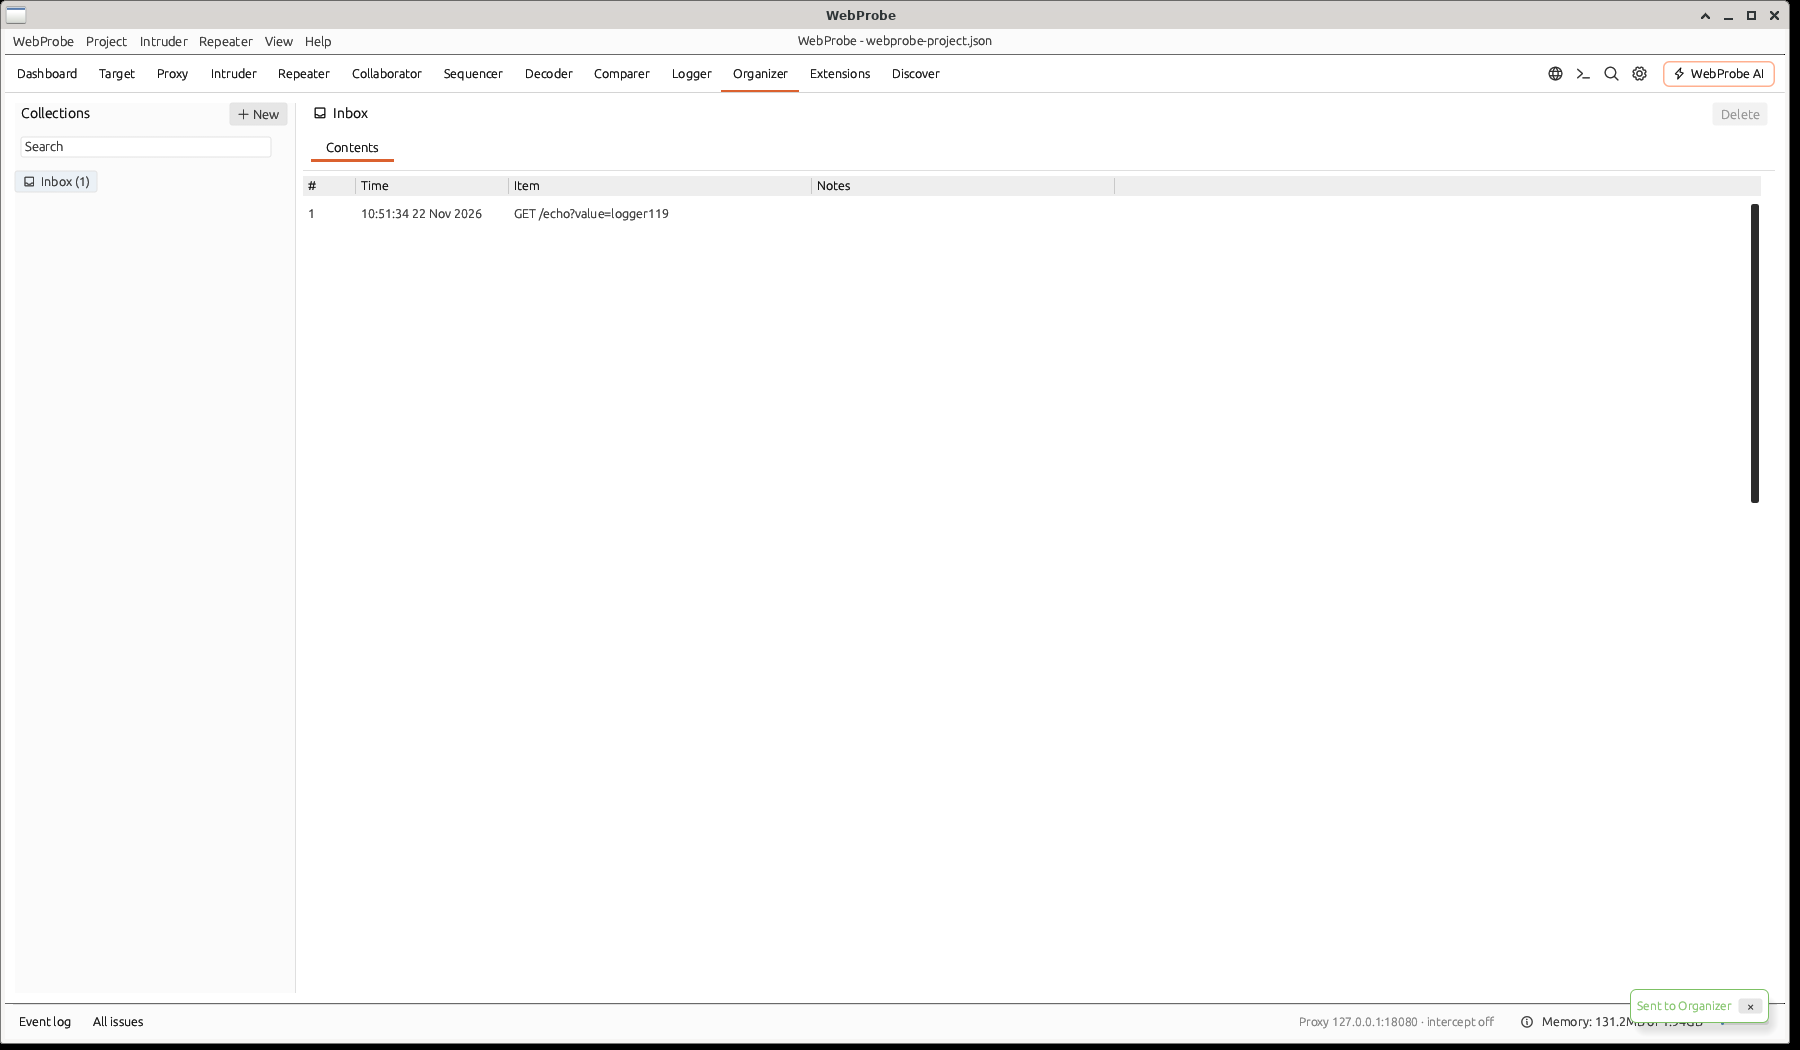 WebProbe
WebProbe Project Intruder Repeater View Help
WebProbe - webprobe-project.json
Dashboard Target Proxy Intruder Repeater Collaborator Sequencer Decoder Comparer Logger Organizer Extensions Discover
WebProbe AI
Collections
+ New
Search
Inbox (1)
Inbox
Delete
Contents
# Time Item Notes
1 10:51:34 22 Nov 2026 GET /echo?value=logger119
Sent to Organizer ×
Event log All issues
Proxy 127.0.0.1:18080 · intercept off
Memory: 131.2M